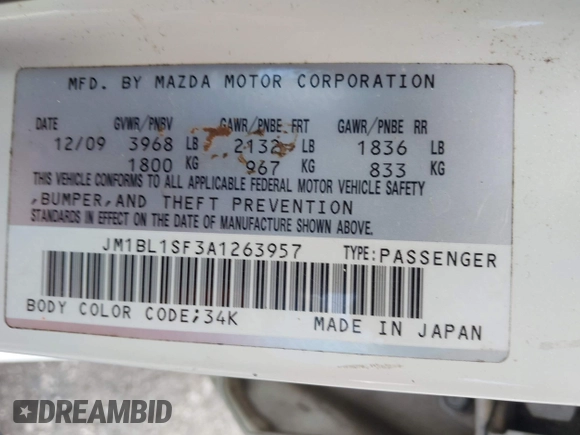 MFD. BY MAZDA MOTOR CORPORATION
DATE GVWR/PNBV GAWR/PNBE FRT GAWR/PNBE RR
12/09 3968 LB 2132 LB 1836 LB
1800 KG 967 KG 833 KG
THIS VEHICLE CONFORMS TO ALL APPLICABLE FEDERAL MOTOR VEHICLE SAFETY
,BUMPER,AND THEFT PREVENTION
STANDARDS IN EFFECT ON THE DATE OF MANUFACTURE SHOWN ABOVE.
JM1BL1SF3A1263957 TYPE:PASSENGER
BODY COLOR CODE;34K MADE IN JAPAN
DREAMBID